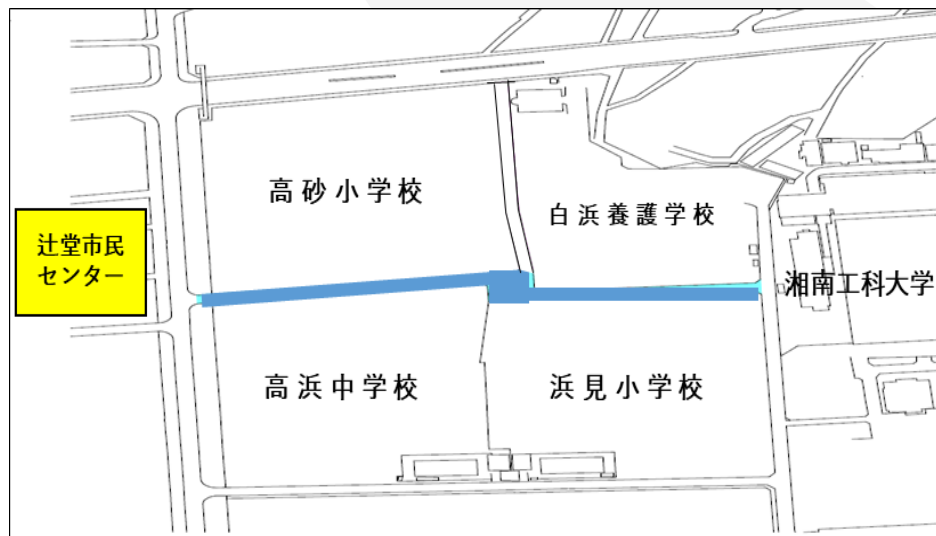 高砂小学校
白浜養護学校
辻堂市民
センター
湘南工科大学
高浜中学校
浜見小学校